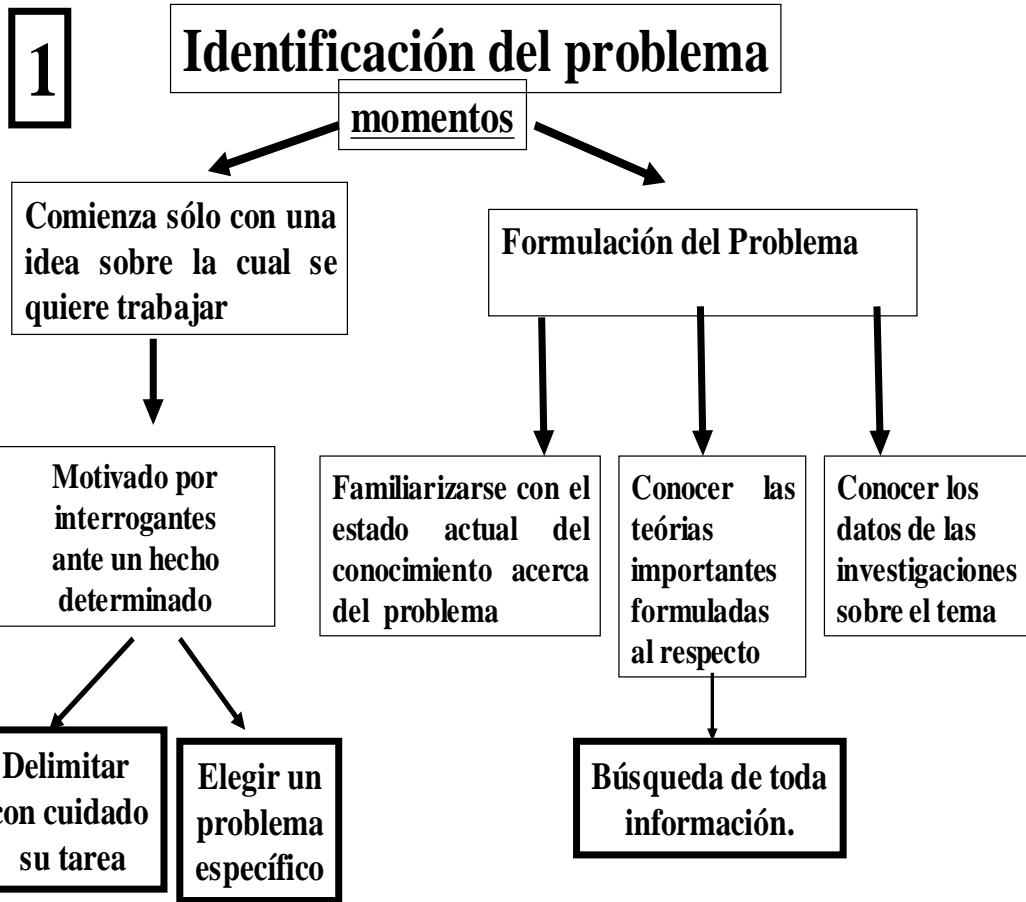 1
Identificación del problema
momentos
Comienza sólo con una
idea sobre la cual se
quiere trabajar
Formulación del Problema
Motivado por
interrogantes
ante un hecho
determinado
Familiarizarse con el
estado actual del
conocimiento acerca
del problema
Conocer las
teórias
importantes
formuladas
al respecto
Conocer los
datos de las
investigaciones
sobre el tema
Delimitar
con cuidado
su tarea
Elegir un
problema
específico
Búsqueda de toda
información.